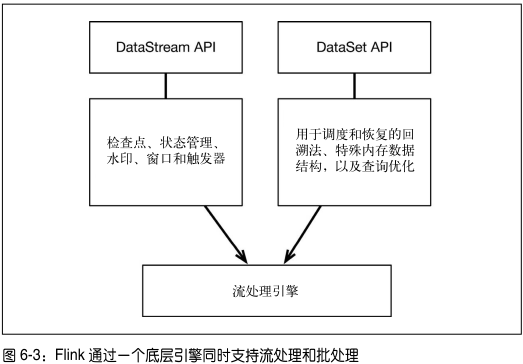 DataStream API
DataSet API
检查点、状态管理、
水印、窗口和触发器
用于调度和恢复的回
溯法、特殊内存数据
结构，以及查询优化
流处理引擎
图 6-3：Flink 通过一个底层引擎同时支持流处理和批处理